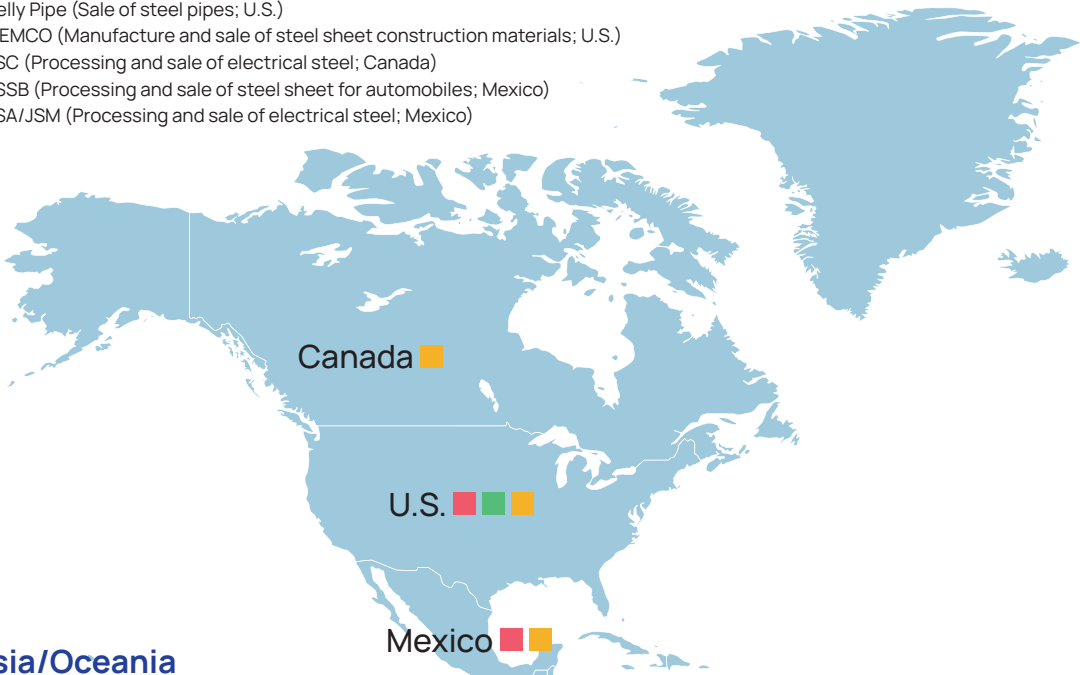 elly Pipe (Sale of steel pipes; U.S.)
EMCO (Manufacture and sale of steel sheet construction materials; U.S.)
SC (Processing and sale of electrical steel; Canada)
SSB (Processing and sale of steel sheet for automobiles; Mexico)
SA/JSM (Processing and sale of electrical steel; Mexico)
Canada
U.S.
Mexico
sia/Oceania